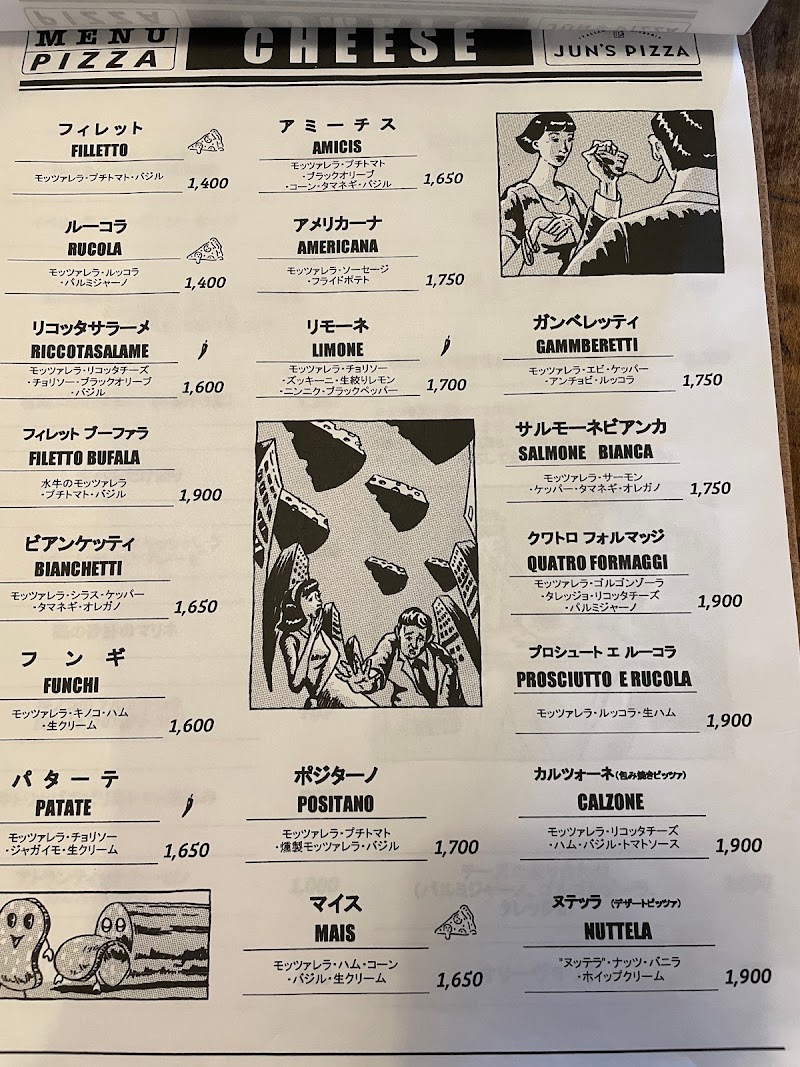 MENU
PIZZA
CHEESE
JUN'S PIZZA
フィレット
FILLETTO
モッツァレラ・プチトマト・バジル
1,400
ルーコラ
RUCOLA
モッツァレラ・ルッコラ
・パルミジャーノ
1,400
リコッタサラーメ
RICCOTASALAME
モッツァレラ・リコッタチーズ
・チョリソー・ブラックオリーブ
・バジル
1,600
フィレット ブーファラ
FILETTO BUFALA
水牛のモッツァレラ
・プチトマト・バジル
1,900
ビアンケッティ
BIANCHETTI
モッツァレラ・シラス・ケッパー
・タマネギ・オレガノ
1,650
フンギ
FUNCHI
モッツァレラ・キノコ・ハム
・生クリーム
1,600
パターテ
PATATE
モッツァレラ・チョリソー
・ジャガイモ・生クリーム
1,650
アミーチス
AMICIS
モッツァレラ・プチトマト
・ブラックオリーブ
・コーン・タマネギ・バジル
1,650
アメリカーナ
AMERICANA
モッツァレラ・ソーセージ
・フライドポテト
1,750
リモーネ
LIMONE
モッツァレラ・チョリソー
・ズッキーニ・生絞りレモン
・ニンニク・ブラックペッパー
1,700
ポジターノ
POSITANO
モッツァレラ・プチトマト
・燻製モッツァレラ・バジル
1,700
マイス
MAIS
モッツァレラ・ハム・コーン
・バジル・生クリーム
1,650
ガンベレッティ
GAMMBERETTI
モッツァレラ・エビ・ケッパー
・アンチョビ・ルッコラ
1,750
サルモーネビアンカ
SALMONE BIANCA
モッツァレラ・サーモン
・ケッパー・タマネギ・オレガノ
1,750
クワトロ フォルマッジ
QUATRO FORMAGGI
モッツァレラ・ゴルゴンゾーラ
・タレッジョ・リコッタチーズ
・パルミジャーノ
1,900
プロシュート エ ルーコラ
PROSCIUTTO E RUCOLA
モッツァレラ・ルッコラ・生ハム
1,900
カルツォーネ(包み焼きピッツァ)
CALZONE
モッツァレラ・リコッタチーズ
・ハム・バジル・トマトソース
1,900
ヌテッラ (デザートピッツァ)
NUTTELA
"ヌッテラ"・ナッツ・バニラ
・ホイップクリーム
1,900